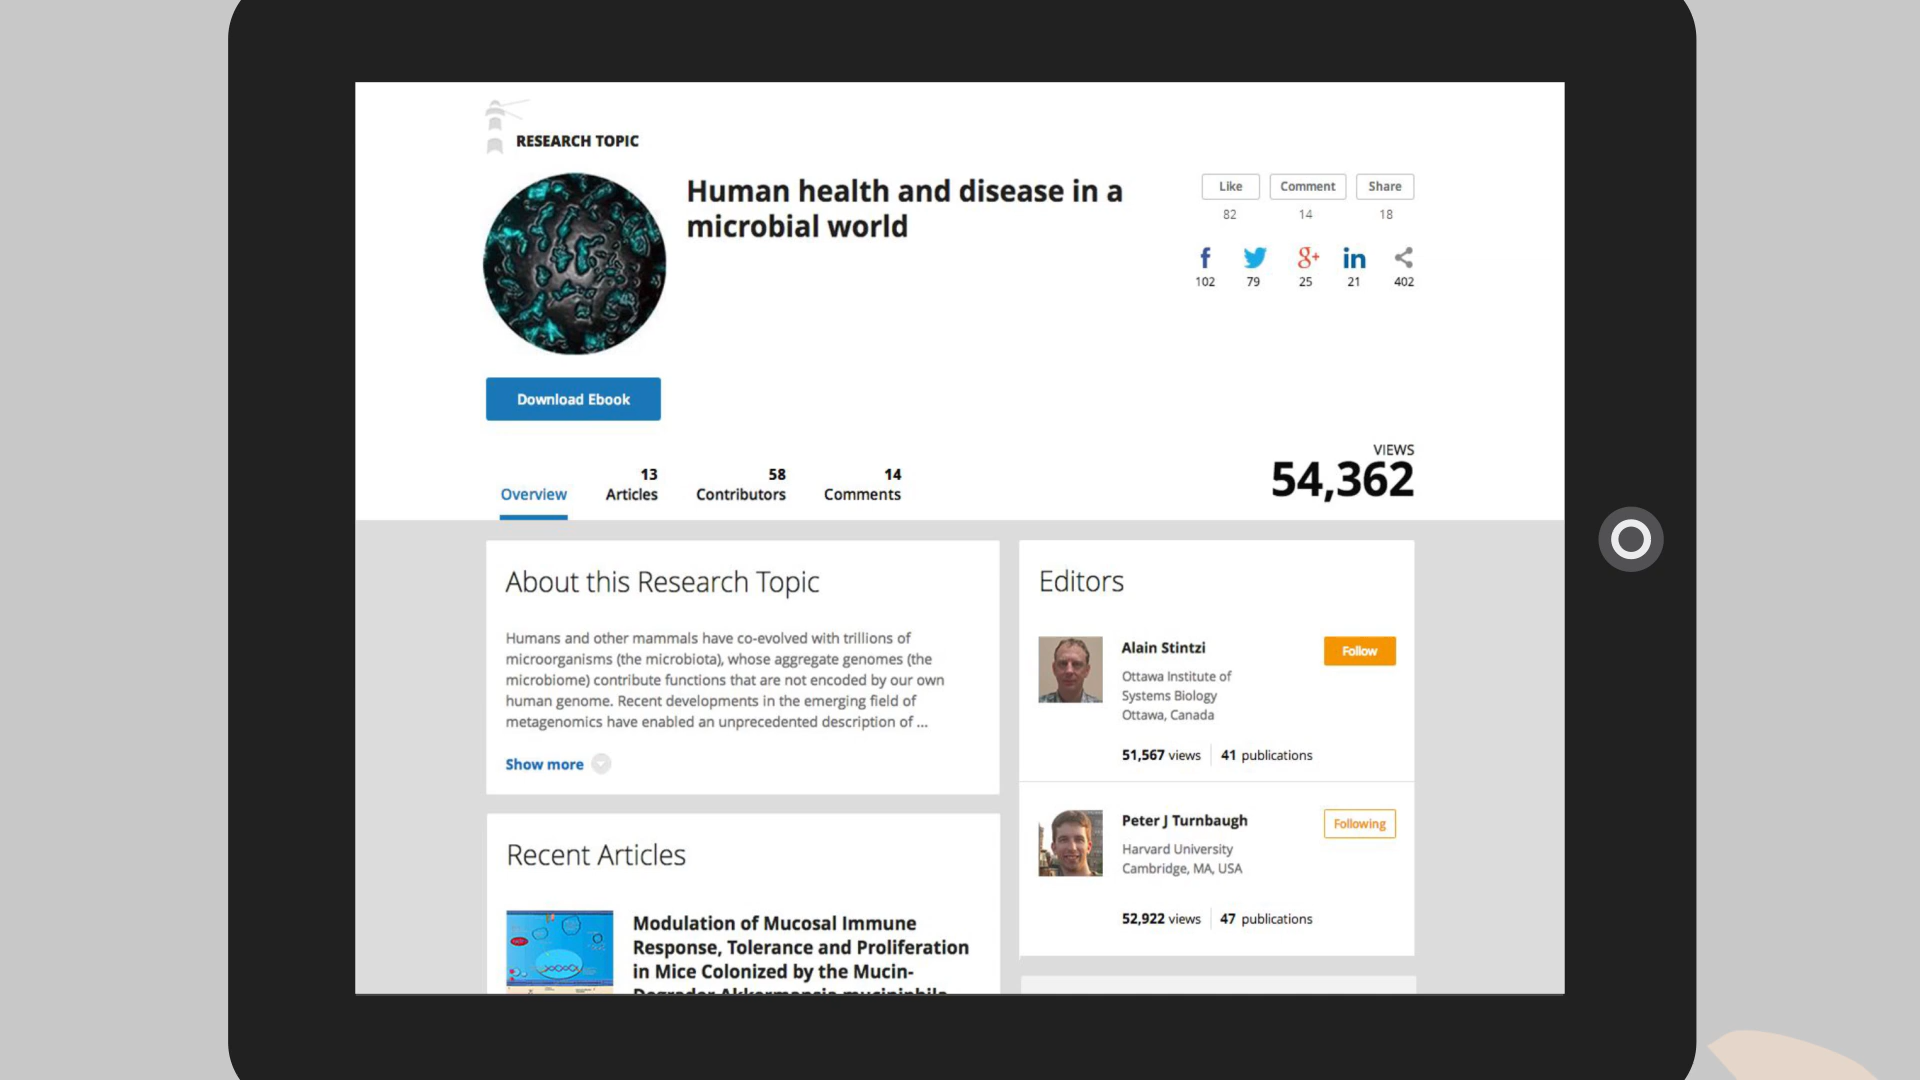 RESEARCH TOPIC
Human health and disease in a
microbial world
Like Comment Share
82 14 18
f g+ in
102 79 25 21 402
Download Ebook
VIEWS
54,362
13 58 14
Overview Articles Contributors Comments
About this Research Topic
Humans and other mammals have co-evolved with trillions of
microorganisms (the microbiota), whose aggregate genomes (the
microbiome) contribute functions that are not encoded by our own
human genome. Recent developments in the emerging field of
metagenomics have enabled an unprecedented description of ...
Show more
Recent Articles
Modulation of Mucosal Immune
Response, Tolerance and Proliferation
in Mice Colonized by the Mucin-
Degrader Akkermansia muciniphila
Editors
Alain Stintzi
Follow
Ottawa Institute of
Systems Biology
Ottawa, Canada
51,567 views 41 publications
Peter J Turnbaugh
Following
Harvard University
Cambridge, MA, USA
52,922 views 47 publications